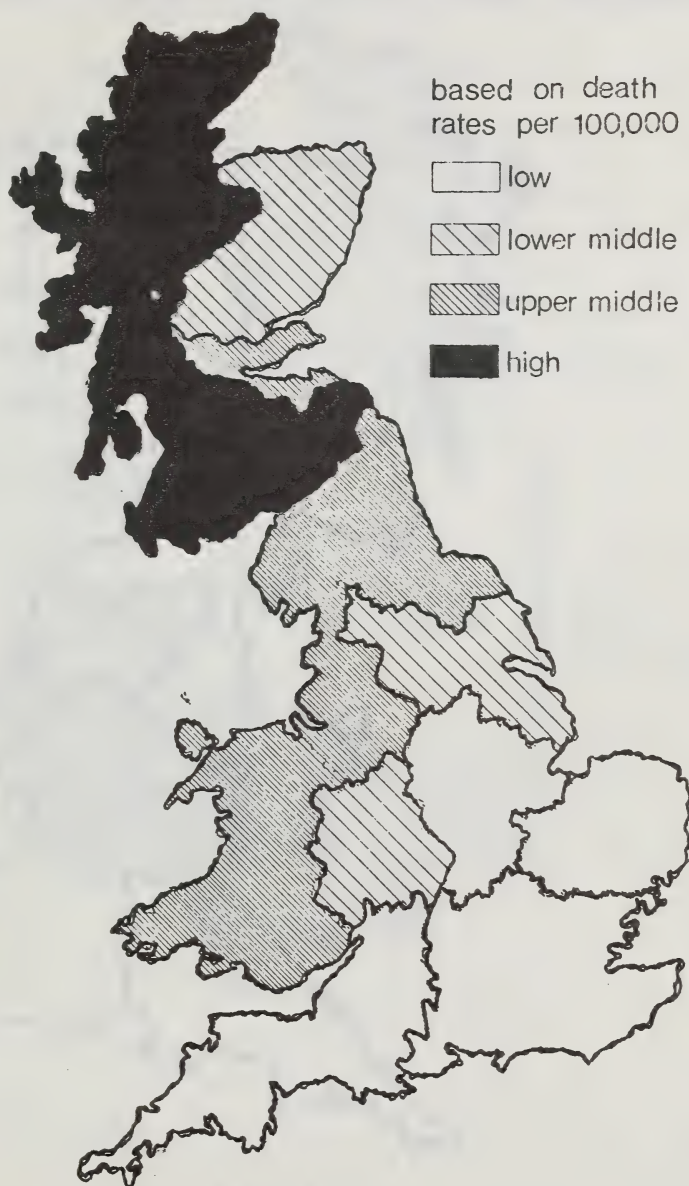 based on death
rates per 100,000
low
lower middle
upper middle
high